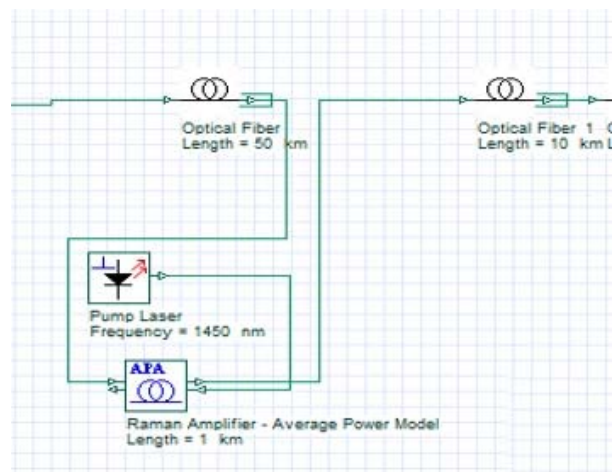 Optical Fiber
Length = 50 km
Optical Fiber 1
Length = 10 km
Pump Laser
Frequency = 1450 nm
APA
Raman Amplifier - Average Power Model
Length = 1 km